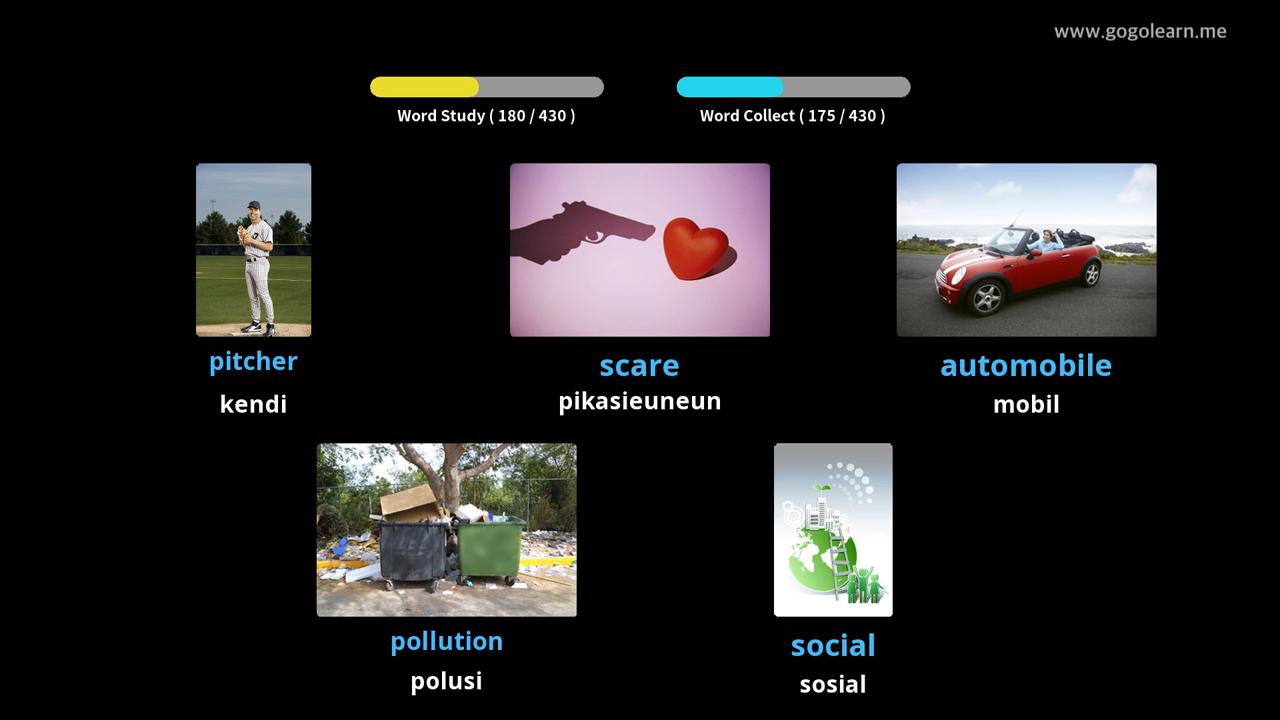 www.gogolearn.me
Word Study ( 180 / 430 )
Word Collect ( 175 / 430 )
pitcher
kendi
scare
pikasieuneun
automobile
mobil
pollution
polusi
social
sosial